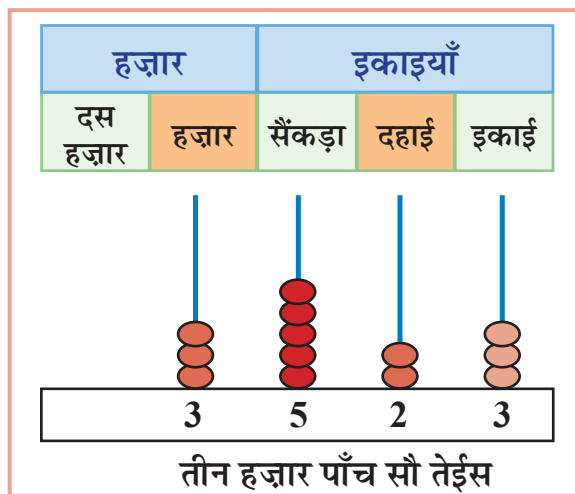 हज़ार इकाइयाँ
दस हज़ार हज़ार सैंकड़ा दहाई इकाई
3 5 2 3
तीन हज़ार पाँच सौ तेईस